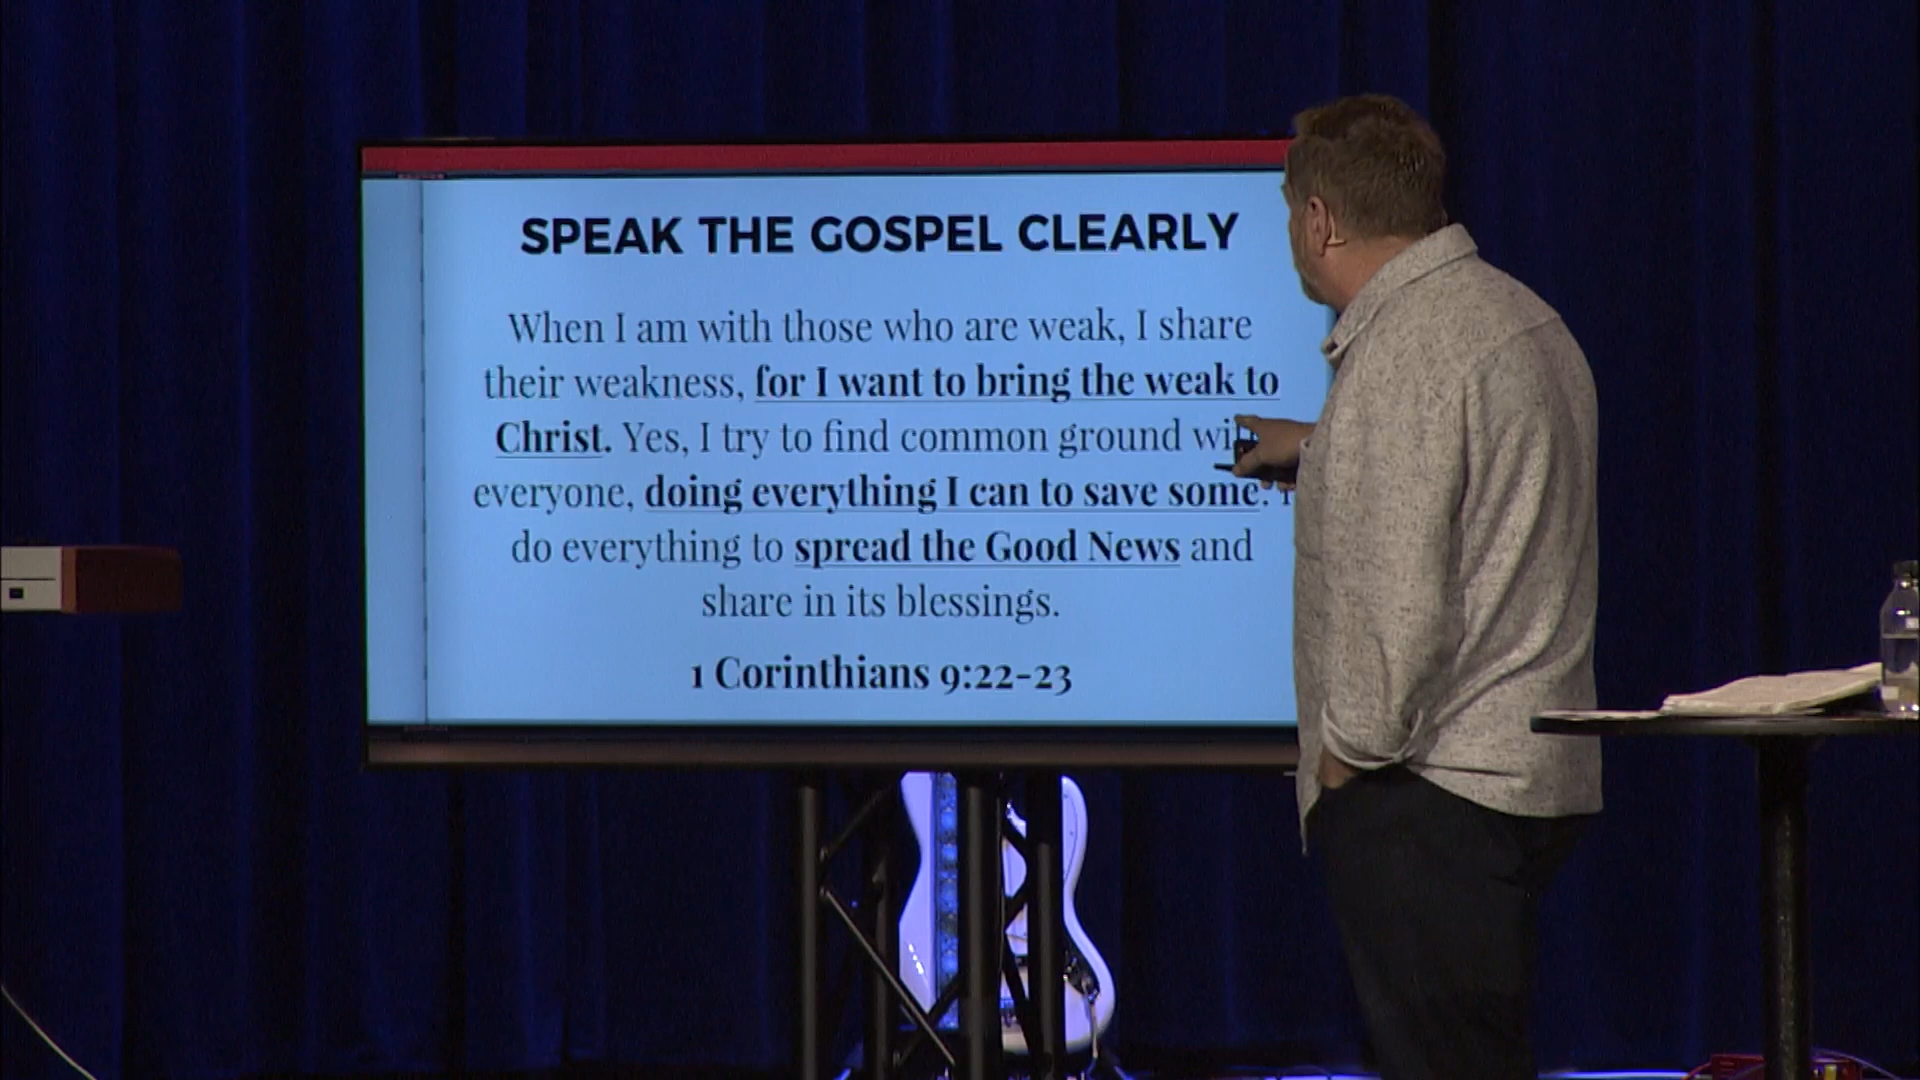 SPEAK THE GOSPEL CLEARLY
When I am with those who are weak, I share
their weakness, for I want to bring the weak to
Christ. Yes, I try to find common ground
everyone, doing everything I can to save some. I
do everything to spread the Good News and
share in its blessings.
1 Corinthians 9:22-23